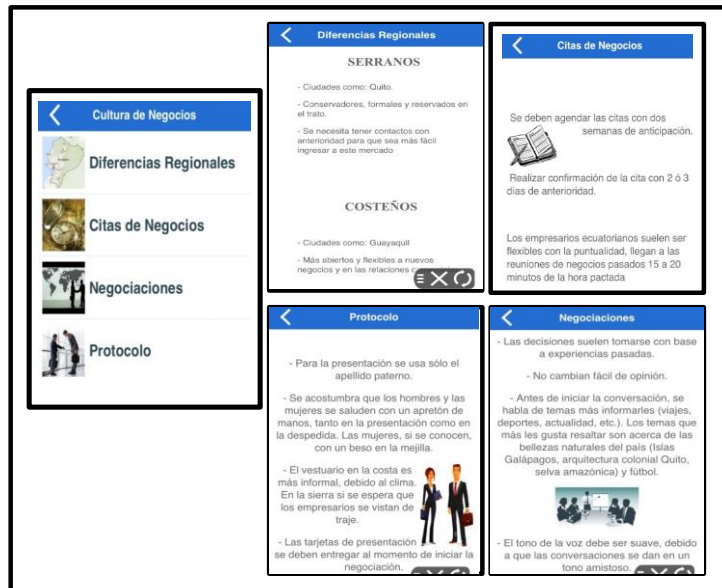 Cultura de Negocios
Diferencias Regionales
Citas de Negocios
Negociaciones
Protocolo
Diferencias Regionales
SERRANOS
- Ciudades como: Quito.
- Conservadores, formales y reservados en
el trato.
- Se necesita tener contactos con
anterioridad para que sea más fácil
ingresar a este mercado
COSTEÑOS
- Ciudades como: Guayaquil
- Más abiertos y flexibles a nuevos
negocios y en las relaciones
Citas de Negocios
Se deben agendar las citas con dos
semanas de anticipación.
Realizar confirmación de la cita con 2 ó 3
dias de anterioridad.
Los empresarios ecuatorianos suelen ser
flexibles con la puntualidad, llegan a las
reuniones de negocios pasados 15 a 20
minutos de la hora pactada
Protocolo
- Para la presentación se usa sólo el
apellido paterno.
- Se acostumbra que los hombres y las
mujeres se saluden con un apretón de
manos, tanto en la presentación como en
la despedida. Las mujeres, si se conocen,
con un beso en la mejilla.
- El vestuario en la costa es
más informal, debido al clima.
En la sierra si se espera que
los empresarios se vistan de
traje.
- Las tarjetas de presentación
se deben entregar al momento de iniciar la
negociación.
Negociaciones
- Las decisiones suelen tomarse con base
a experiencias pasadas.
- No cambian fácil de opinión.
- Antes de iniciar la conversación, se
habla de temas más informarles (viajes,
deportes, actualidad, etc.). Los temas que
más les gusta resaltar son acerca de las
bellezas naturales del país (Islas
Galápagos, arquitectura colonial Quito,
selva amazónica) y fútbol.
- El tono de la voz debe ser suave, debido
a que las conversaciones se dan en un
tono amistoso.